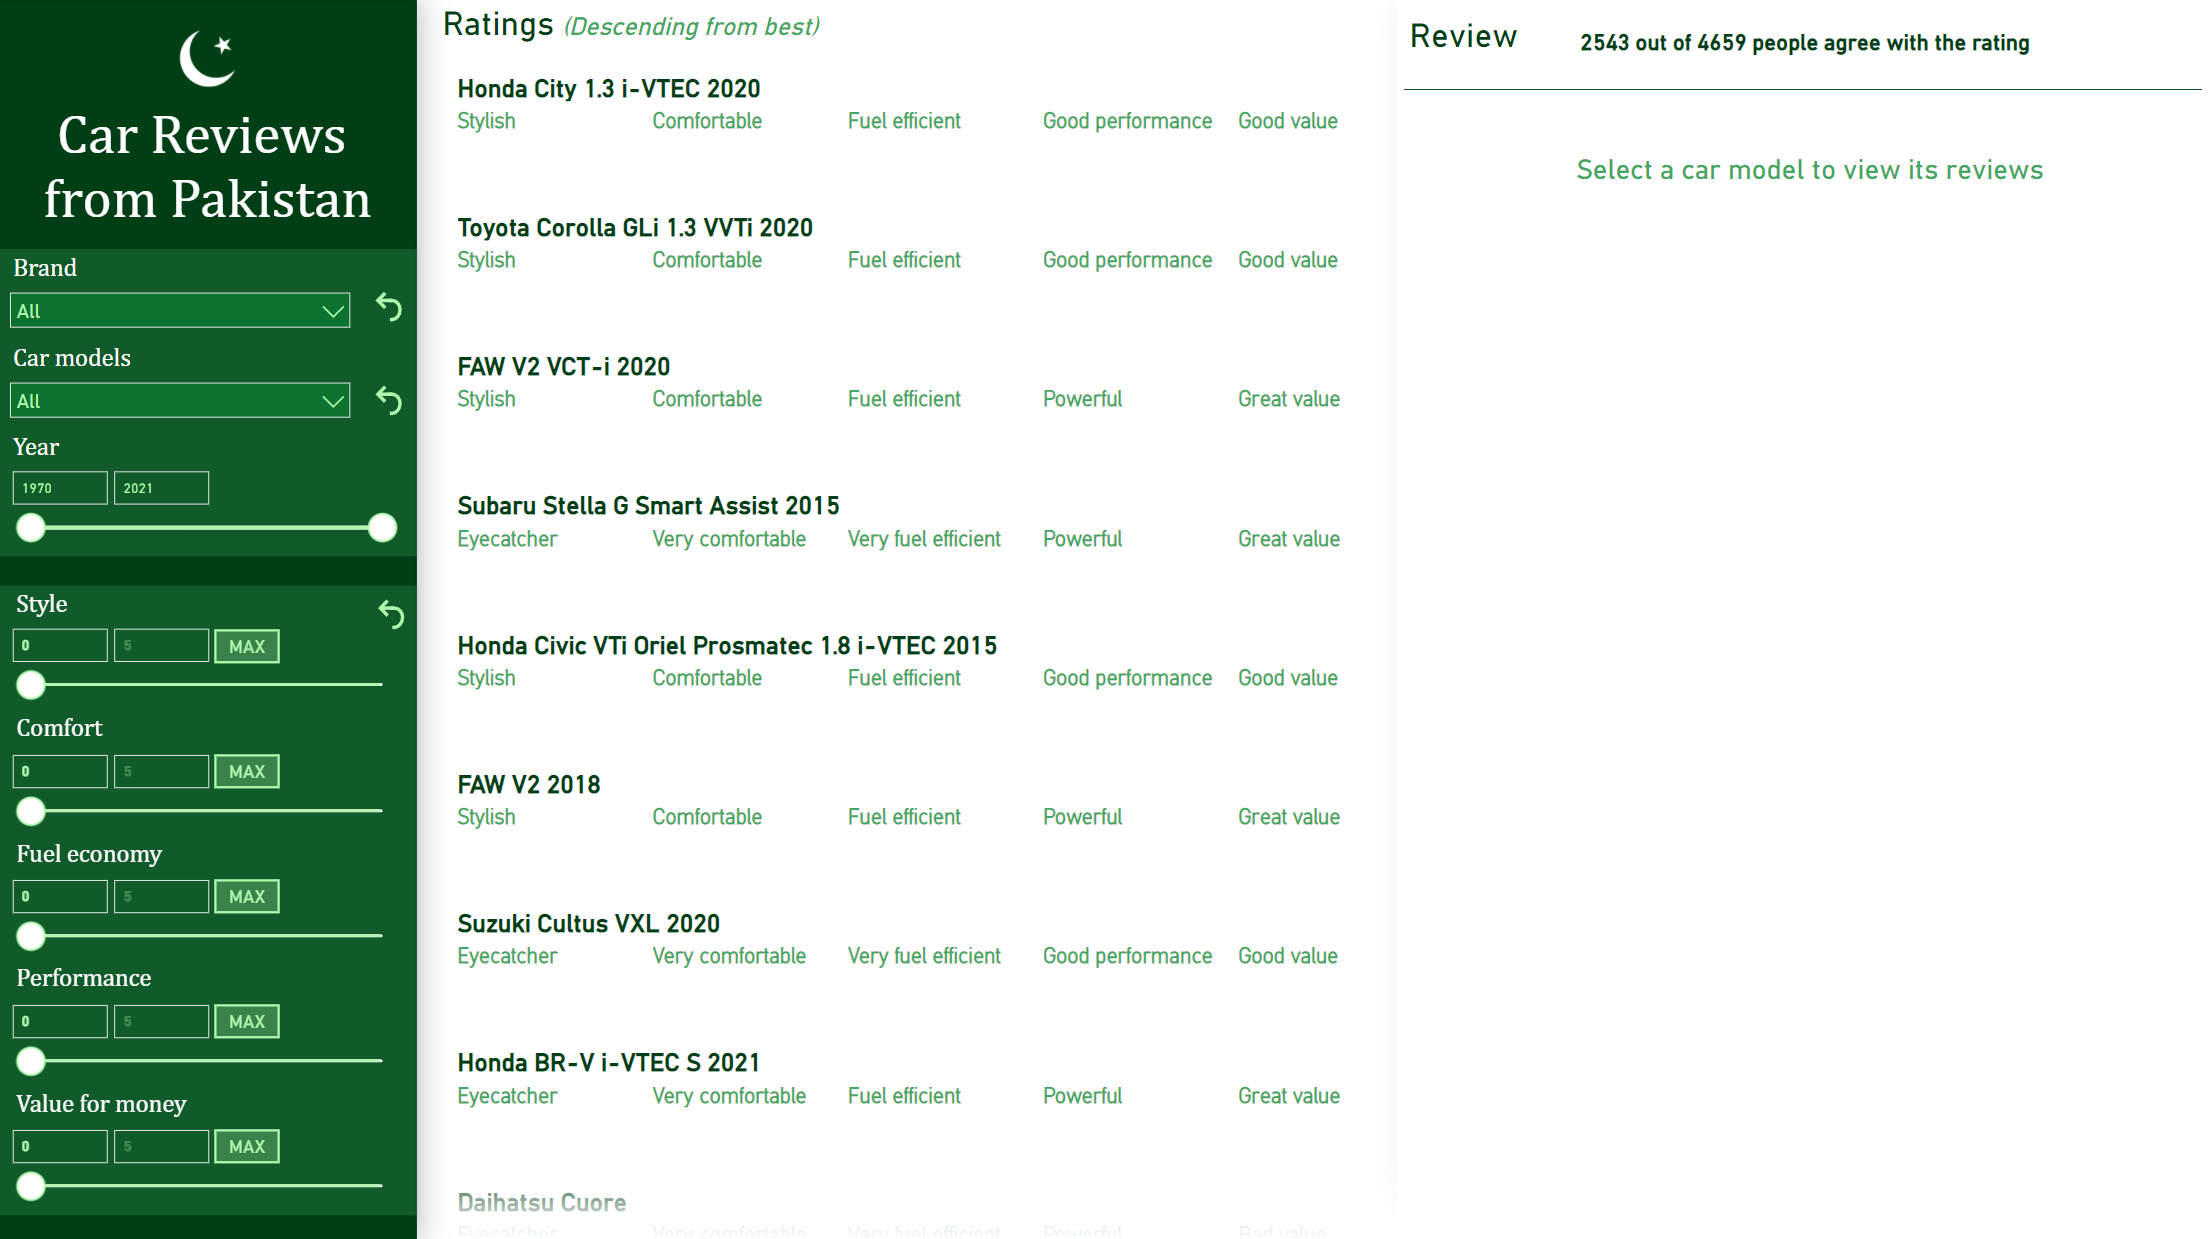 Car Reviews
from Pakistan
Brand
All
Car models
All
Year
1970 2021
Style
0 5 MAX
Comfort
0 5 MAX
Fuel economy
0 5 MAX
Performance
0 5 MAX
Value for money
0 5 MAX
Ratings (Descending from best)
Honda City 1.3 i-VTEC 2020
Stylish Comfortable Fuel efficient Good performance Good value
Toyota Corolla GLi 1.3 VVTi 2020
Stylish Comfortable Fuel efficient Good performance Good value
FAW V2 VCT-i 2020
Stylish Comfortable Fuel efficient Powerful Great value
Subaru Stella G Smart Assist 2015
Eyecatcher Very comfortable Very fuel efficient Powerful Great value
Honda Civic VTi Oriel Prosmatec 1.8 i-VTEC 2015
Stylish Comfortable Fuel efficient Good performance Good value
FAW V2 2018
Stylish Comfortable Fuel efficient Powerful Great value
Suzuki Cultus VXL 2020
Eyecatcher Very comfortable Very fuel efficient Good performance Good value
Honda BR-V i-VTEC S 2021
Eyecatcher Very comfortable Fuel efficient Powerful Great value
Daihatsu Cuore
Eyecatcher Very comfortable Very fuel efficient Powerful Bad value
Review
2543 out of 4659 people agree with the rating
Select a car model to view its reviews